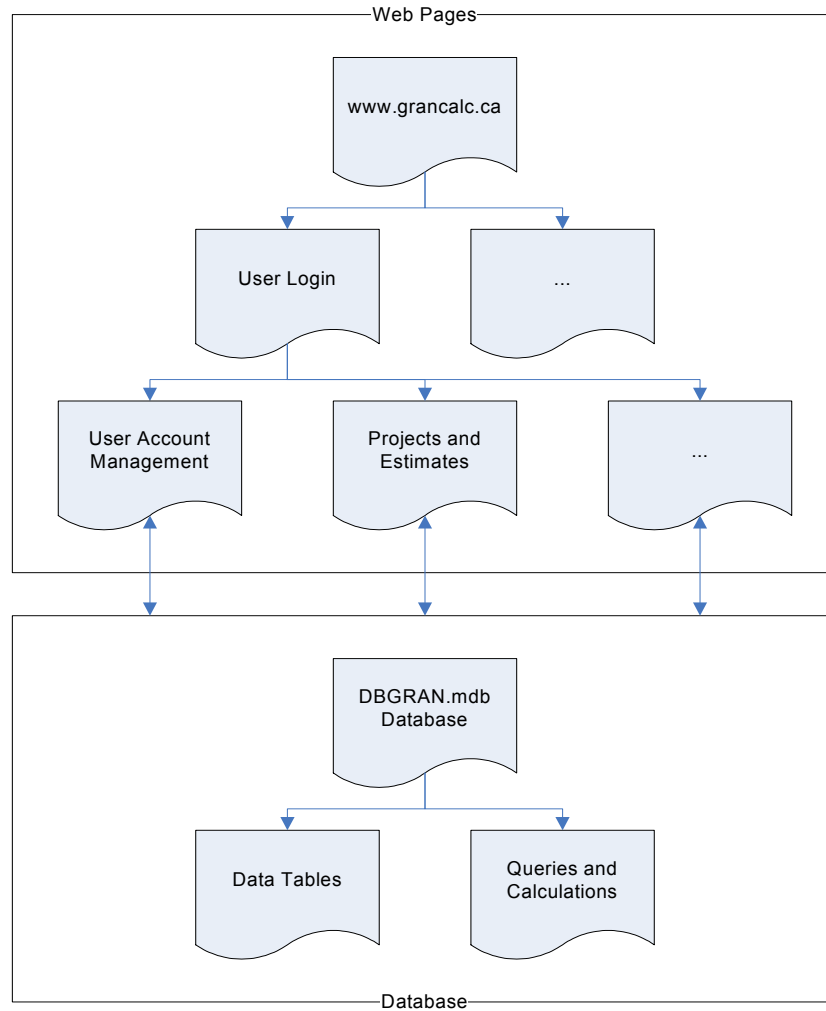 Web Pages
www.grancalc.ca
User Login
...
User Account
Management
Projects and
Estimates
...
DBGRAN.mdb
Database
Data Tables
Queries and
Calculations
Database